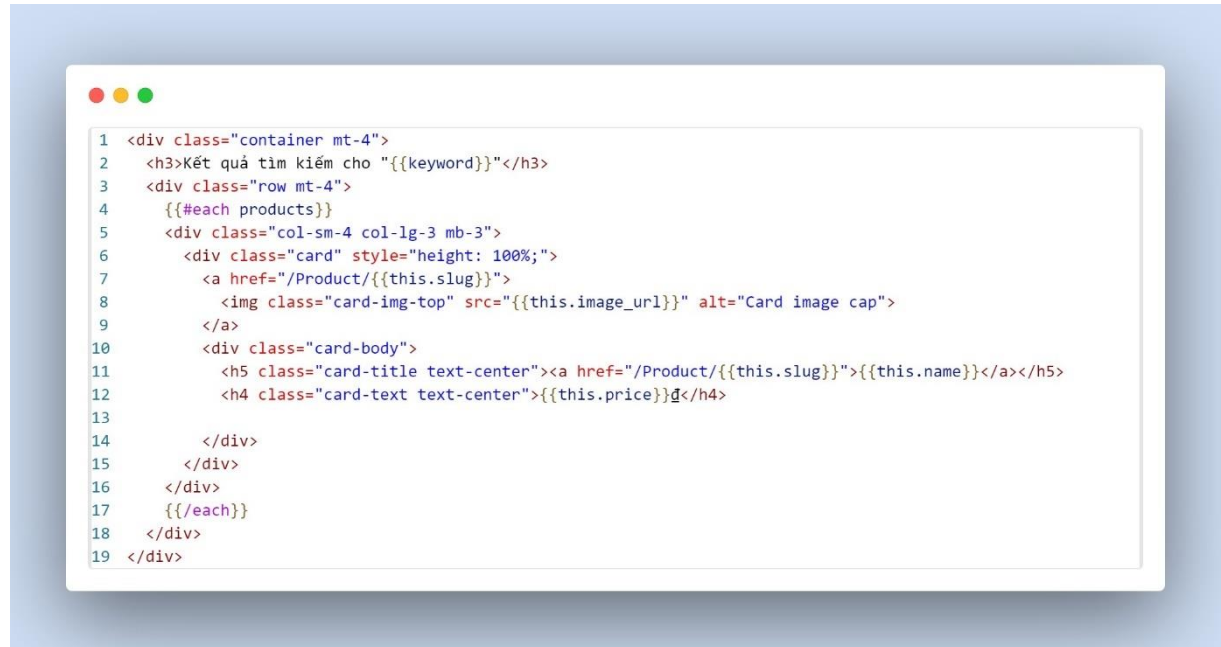 1 <div class="container mt-4">
2   <h3>Kết quả tìm kiếm cho "{{keyword}}"</h3>
3   <div class="row mt-4">
4     {{#each products}}
5     <div class="col-sm-4 col-lg-3 mb-3">
6       <div class="card" style="height: 100%;">
7         <a href="/Product/{{this.slug}}">
8           <img class="card-img-top" src="{{this.image_url}}" alt="Card image cap">
9         </a>
10         <div class="card-body">
11           <h5 class="card-title text-center"><a href="/Product/{{this.slug}}">{{this.name}}</a></h5>
12           <h4 class="card-text text-center">{{this.price}}₫</h4>
13
14         </div>
15       </div>
16     </div>
17     {{/each}}
18   </div>
19 </div>